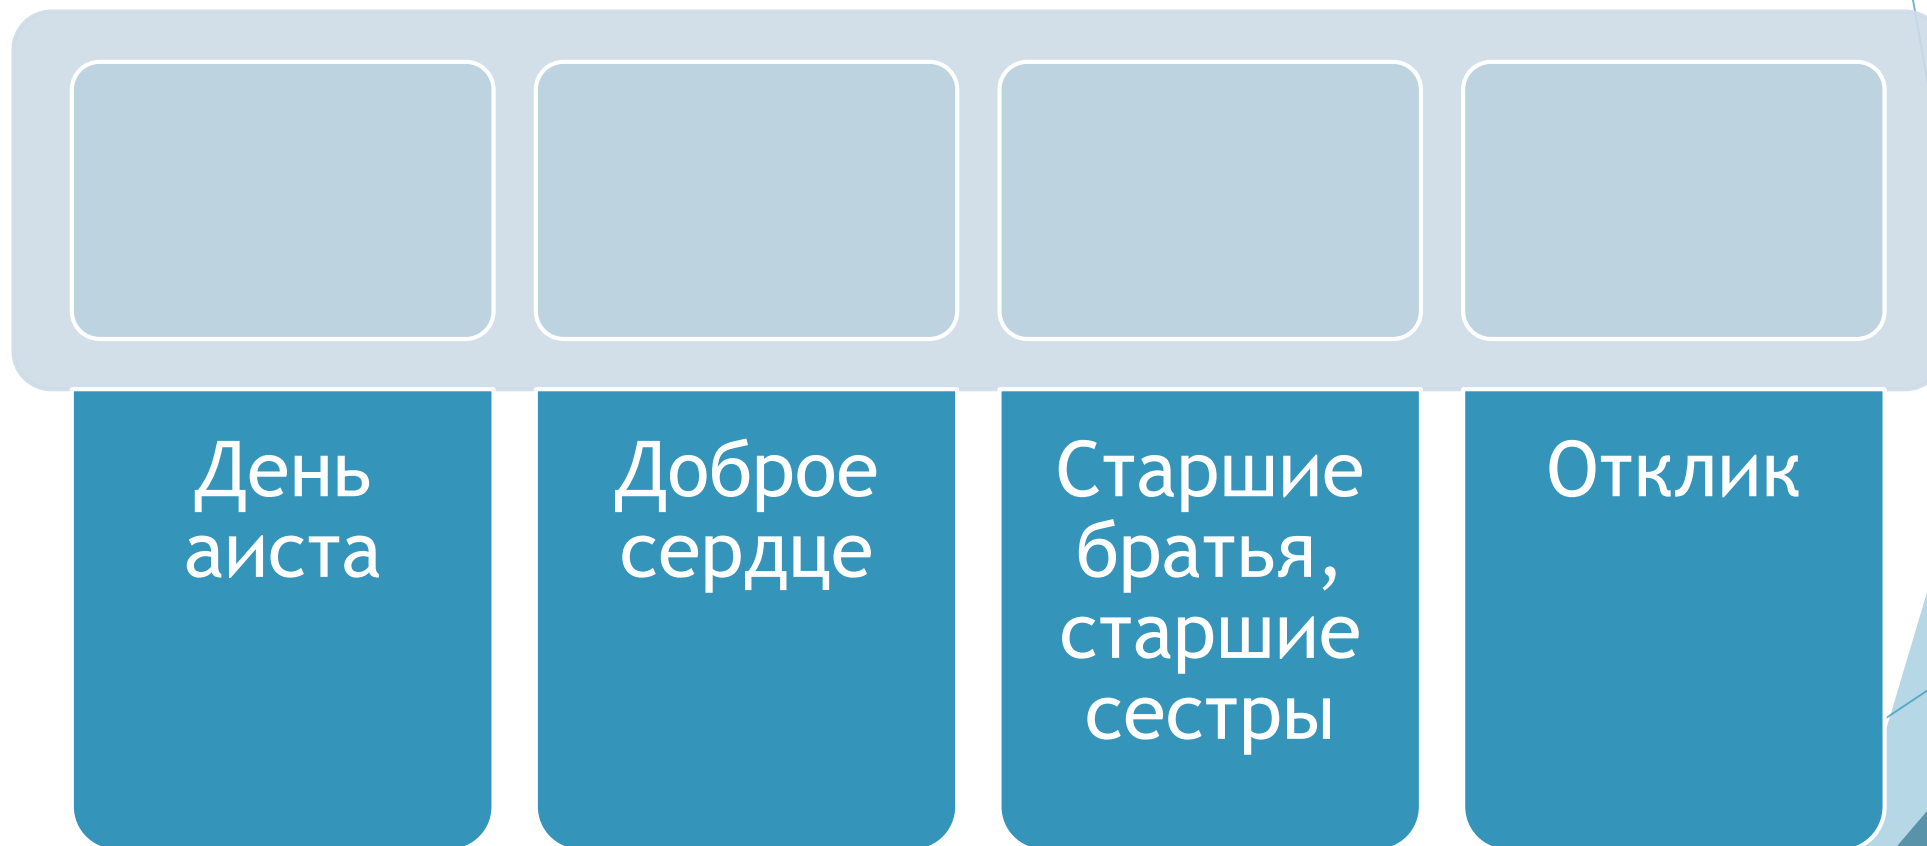 День
аиста
Доброе
сердце
Старшие
братья,
старшие
сестры
Отклик